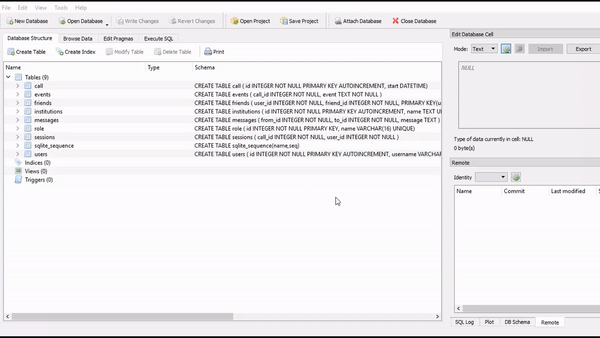 File Edit View Tools Help
New Database Open Database Write Changes Revert Changes Open Project Save Project Attach Database Close Database
Database Structure Browse Data Edit Pragmas Execute SQL
Create Table Create Index Modify Table Delete Table Print
Name Type Schema
Tables (9)
call CREATE TABLE call ( id INTEGER NOT NULL PRIMARY KEY AUTOINCREMENT, start DATETIME)
events CREATE TABLE events ( call_id INTEGER NOT NULL, event TEXT NOT NULL )
friends CREATE TABLE friends ( user_id INTEGER NOT NULL, friend_id INTEGER NOT NULL, PRIMARY KEY(u
institutions CREATE TABLE institutions ( id INTEGER NOT NULL PRIMARY KEY AUTOINCREMENT, name TEXT U
messages CREATE TABLE messages ( from_id INTEGER NOT NULL, to_id INTEGER NOT NULL, message TEXT )
role CREATE TABLE role ( id INTEGER NOT NULL PRIMARY KEY, name VARCHAR(16) UNIQUE)
sessions CREATE TABLE sessions ( call_id INTEGER NOT NULL, user_id INTEGER NOT NULL )
sqlite_sequence CREATE TABLE sqlite_sequence(name,seq)
users CREATE TABLE users ( id INTEGER NOT NULL PRIMARY KEY AUTOINCREMENT, username VARCHAR
Indices (0)
Views (0)
Triggers (0)
Edit Database Cell
Mode: Text Import Export
NULL
Type of data currently in cell: NULL
0 byte(s)
Remote
Identity
Name Commit Last modified S
SQL Log Plot DB Schema Remote